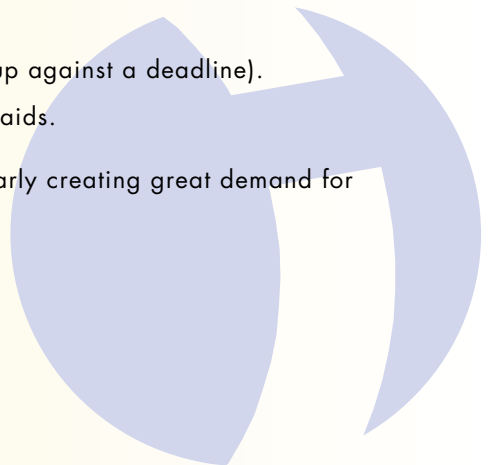 up against a deadline).
aids.
arly creating great demand for